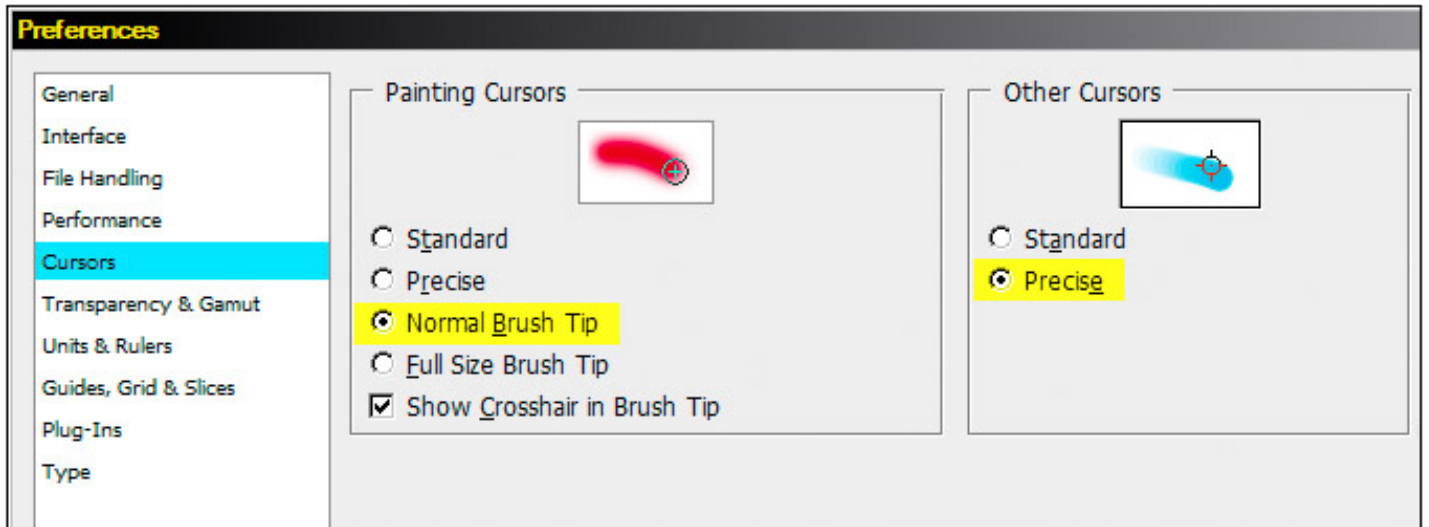 Preferences
General
Interface
File Handling
Performance
Cursors
Transparency & Gamut
Units & Rulers
Guides, Grid & Slices
Plug-Ins
Type
Painting Cursors
Standard
Precise
Normal Brush Tip
Full Size Brush Tip
Show Crosshair in Brush Tip
Other Cursors
Standard
Precise